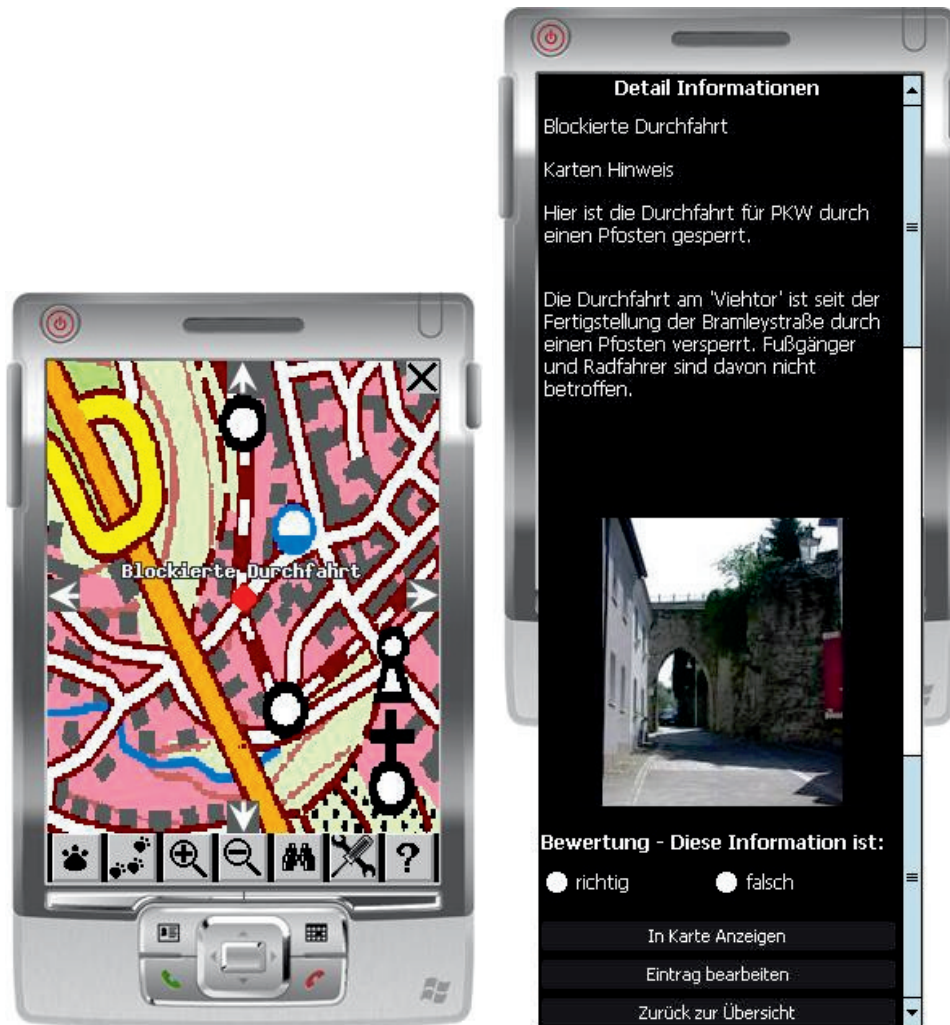 Blockierte Durchfahrt
?
Detail Informationen
Blockierte Durchfahrt
Karten Hinweis
Hier ist die Durchfahrt für PKW durch
einen Pfosten gesperrt.
Die Durchfahrt am 'Viehtor' ist seit der
Fertigstellung der Bramleystraße durch
einen Pfosten versperrt. Fußgänger
und Radfahrer sind davon nicht
betroffen.
Bewertung - Diese Information ist:
richtig falsch
In Karte Anzeigen
Eintrag bearbeiten
Zurück zur Übersicht